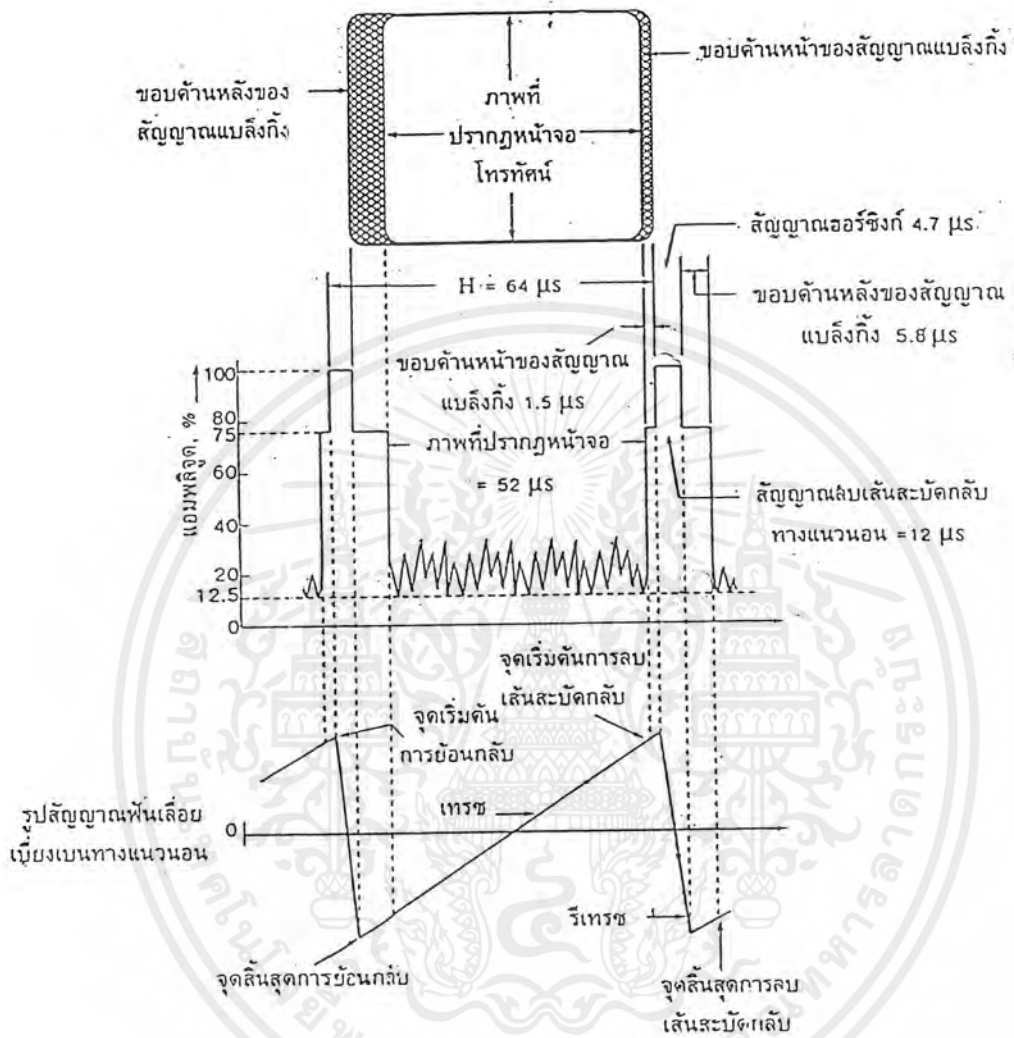 ขอบด้านหน้าของสัญญาณแบล็งกิ้ง
ขอบด้านหลังของ
สัญญาณแบล็งกิ้ง
ภาพที่
ปรากฏหน้าจอ
โทรทัศน์
สัญญาณฮอร์ซิงก์ 4.7 µs
H = 64 µs
ขอบด้านหลังของสัญญาณ
แบล็งกิ้ง 5.8 µs
ขอบด้านหน้าของสัญญาณ
แบล็งกิ้ง 1.5 µs
แอมพลิจูด, %
100
80
75
60
40
20
12.5
0
ภาพที่ปรากฏหน้าจอ
= 52 µs
สัญญาณลบเส้นสะบัดกลับ
ทางแนวนอน =12 µs
จุดเริ่มต้นการลบ
เส้นสะบัดกลับ
จุดเริ่มต้น
การย้อนกลับ
เทรซ
รูปสัญญาณฟันเลื่อย
เบี่ยงเบนทางแนวนอน
0
รีเทรซ
จุดสิ้นสุดการย้อนกลับ
จุดสิ้นสุดการลบ
เส้นสะบัดกลับ